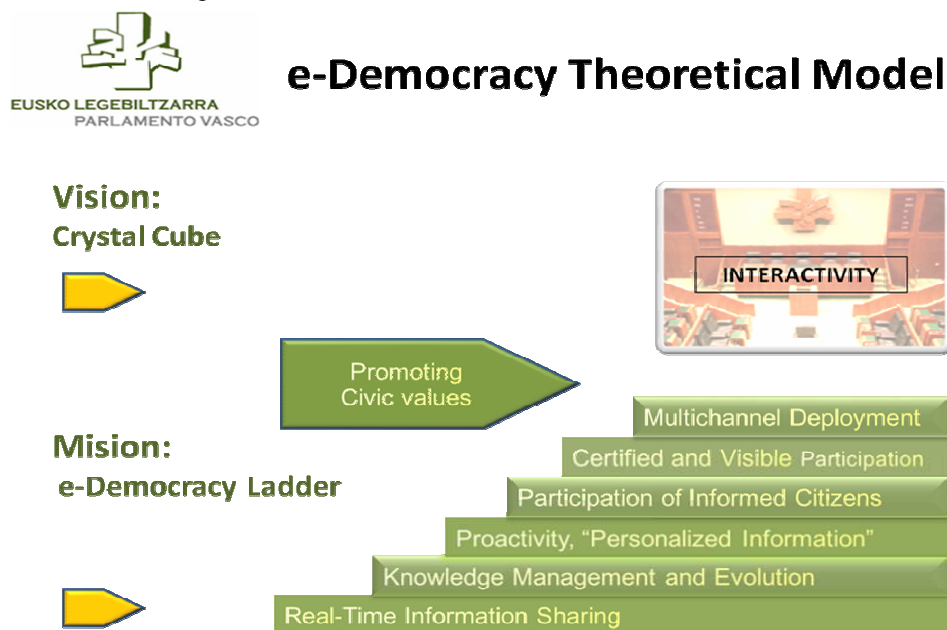 EUSKO LEGEBILTZARRA
PARLAMENTO VASCO
e-Democracy Theoretical Model
Vision:
Crystal Cube
INTERACTIVITY
Promoting
Civic values
Mision:
e-Democracy Ladder
Multichannel Deployment
Certified and Visible Participation
Participation of Informed Citizens
Proactivity, “Personalized Information”
Knowledge Management and Evolution
Real-Time Information Sharing